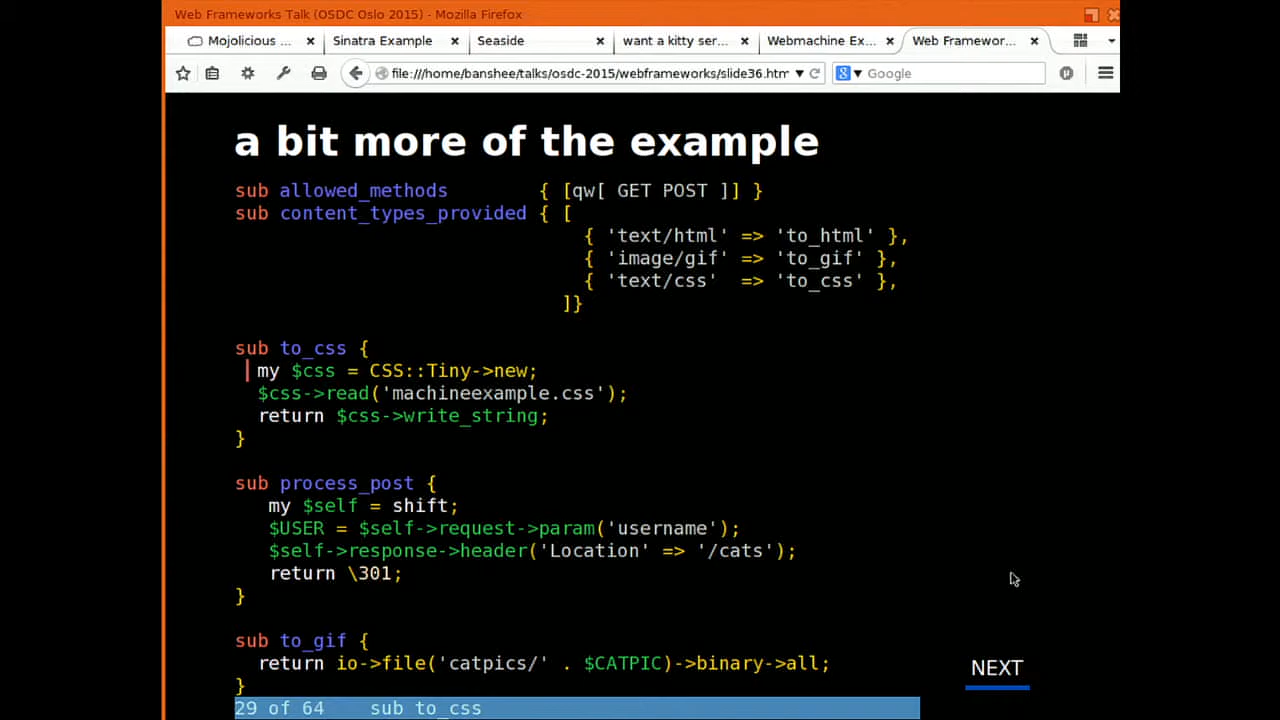 Web Frameworks Talk (OSDC Oslo 2015) - Mozilla Firefox
Mojolicious ... Sinatra Example Seaside want a kitty ser... Webmachine Ex... Web Framewor...
file:///home/banshee/talks/osdc-2015/webframeworks/slide36.htm Google
a bit more of the example
sub allowed_methods        { [qw[ GET POST ]] }
sub content_types_provided { [
{ 'text/html' => 'to_html' },
{ 'image/gif' => 'to_gif' },
{ 'text/css'  => 'to_css' },
]}
sub to_css {
my $css = CSS::Tiny->new;
$css->read('machineexample.css');
return $css->write_string;
}
sub process_post {
my $self = shift;
$USER = $self->request->param('username');
$self->response->header('Location' => '/cats');
return \301;
}
sub to_gif {
return io->file('catpics/' . $CATPIC)->binary->all;
}
NEXT
29 of 64    sub to_css